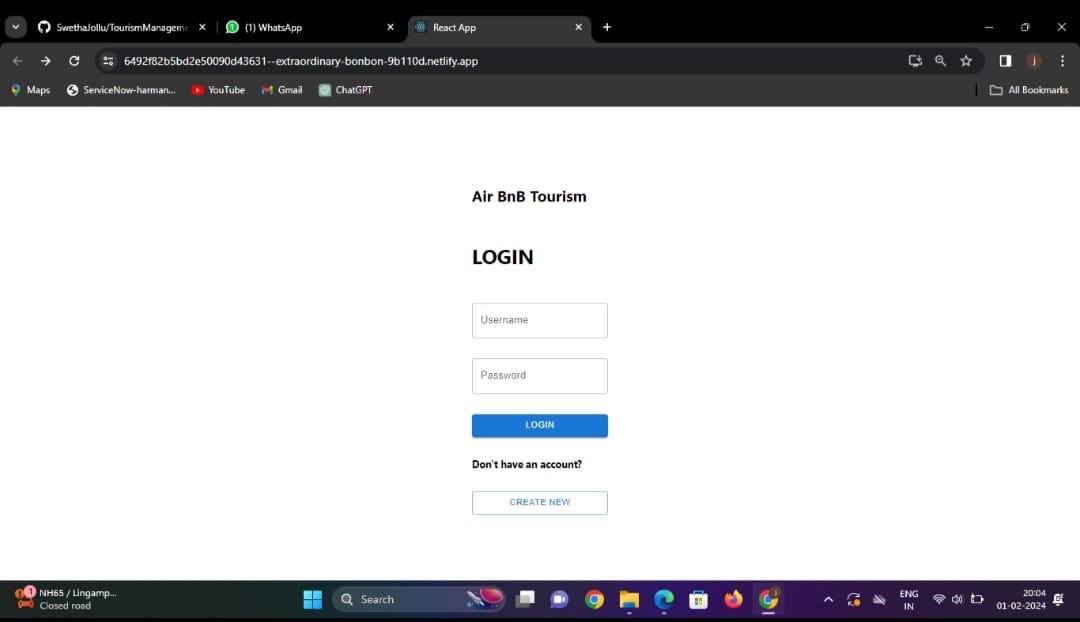 SwethaJollu/TourismManageme
(1) WhatsApp
React App
6492f82b5bd2e50090d43631--extraordinary-bonbon-9b110d.netlify.app
j
Maps
ServiceNow-harman...
YouTube
Gmail
ChatGPT
All Bookmarks
Air BnB Tourism
LOGIN
Username
Password
LOGIN
Don't have an account?
CREATE NEW
1
NH65 / Lingamp...
Closed road
Search
ENG
IN
20:04
01-02-2024